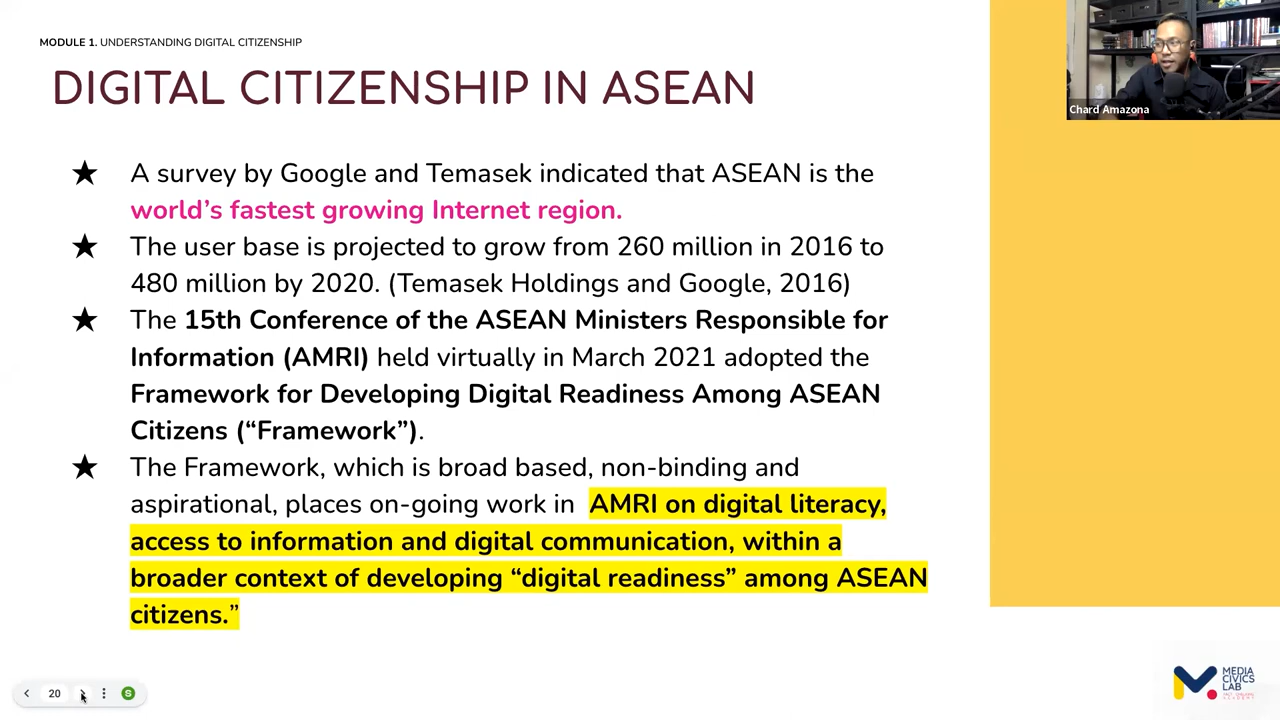 MODULE 1. UNDERSTANDING DIGITAL CITIZENSHIP
DIGITAL CITIZENSHIP IN ASEAN
Chard Amazona
★ A survey by Google and Temasek indicated that ASEAN is the
world’s fastest growing Internet region.
★ The user base is projected to grow from 260 million in 2016 to
480 million by 2020. (Temasek Holdings and Google, 2016)
★ The 15th Conference of the ASEAN Ministers Responsible for
Information (AMRI) held virtually in March 2021 adopted the
Framework for Developing Digital Readiness Among ASEAN
Citizens (“Framework”).
★ The Framework, which is broad based, non-binding and
aspirational, places on-going work in AMRI on digital literacy,
access to information and digital communication, within a
broader context of developing “digital readiness” among ASEAN
citizens.”
20
S
MEDIA
CIVICS
LAB